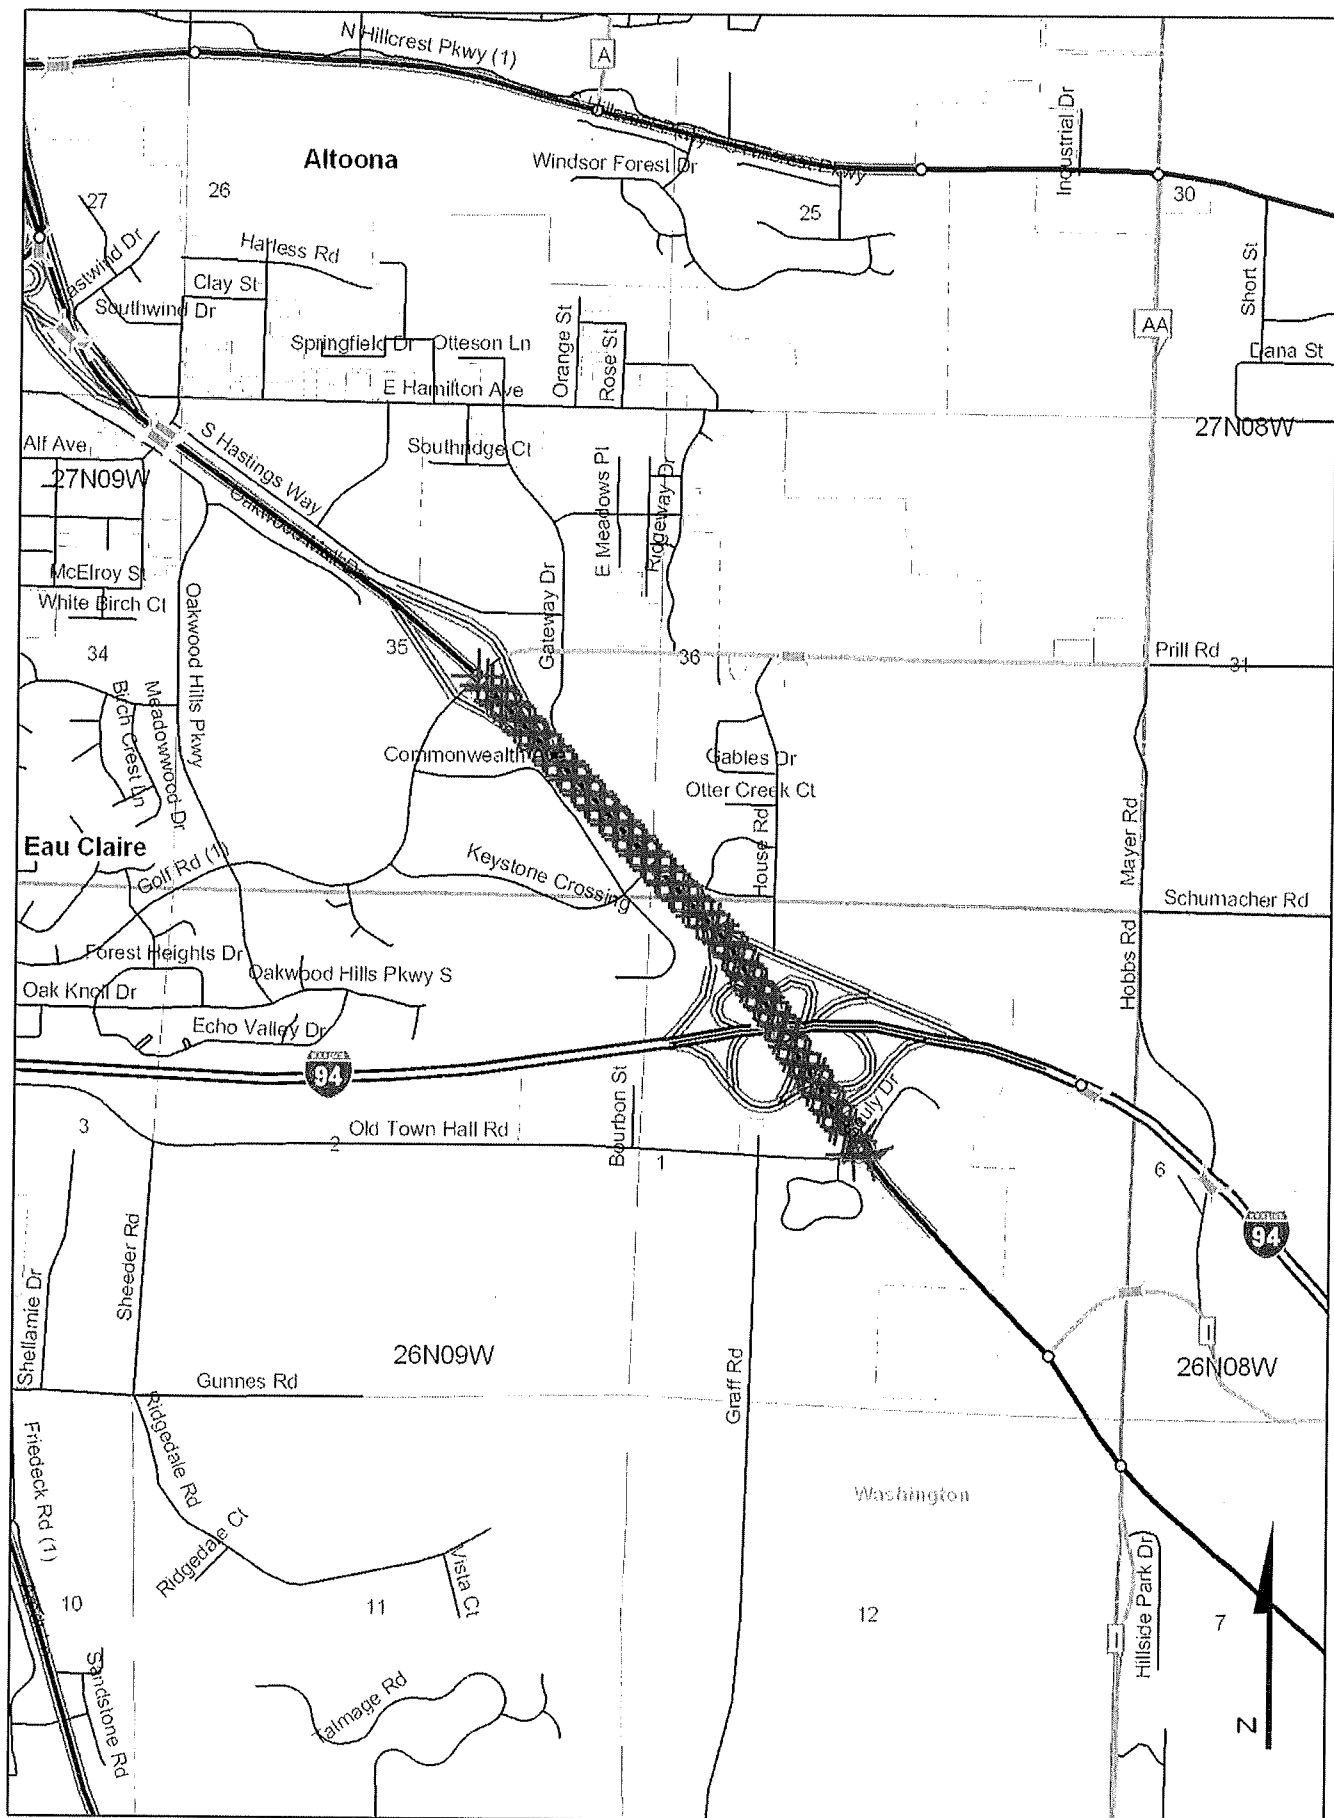 N Hillcrest Pkwy (1)
A
Altoona
Windsor Forest Dr
Industrial Dr
27
26
25
30
Harless Rd
Clay St
Southwind Dr
Short St
AA
Springfield Dr
Otteson Ln
Orange St
Rose St
Dana St
E Hamilton Ave
Alf Ave
S Hastings Way
Southridge Ct
27N08W
27N09W
E Meadows Pl
Ridgeway Dr
Oakwood Mall Dr
McElroy St
White Birch Ct
Oakwood Hills Pkwy
Gateway Dr
34
35
36
Prill Rd
31
Birch Crest Ln
Meadowwood Dr
Commonwealth Ave
Gables Dr
Otter Creek Ct
Mayer Rd
Eau Claire
Golf Rd (1)
Keystone Crossing
House Rd
Schumacher Rd
Forest Heights Dr
Oakwood Hills Pkwy S
Oak Knoll Dr
Hobbs Rd
Echo Valley Dr
94
Bourbon St
3
2
Old Town Hall Rd
1
6
94
Sheeder Rd
Shellamie Dr
I
26N09W
26N08W
Gunnes Rd
Graff Rd
Friedeck Rd (1)
Ridgedale Rd
Washington
Ridgedale Ct
Vista Ct
Hillside Park Dr
10
11
12
7
I
Sandstone Rd
Talmage Rd
N